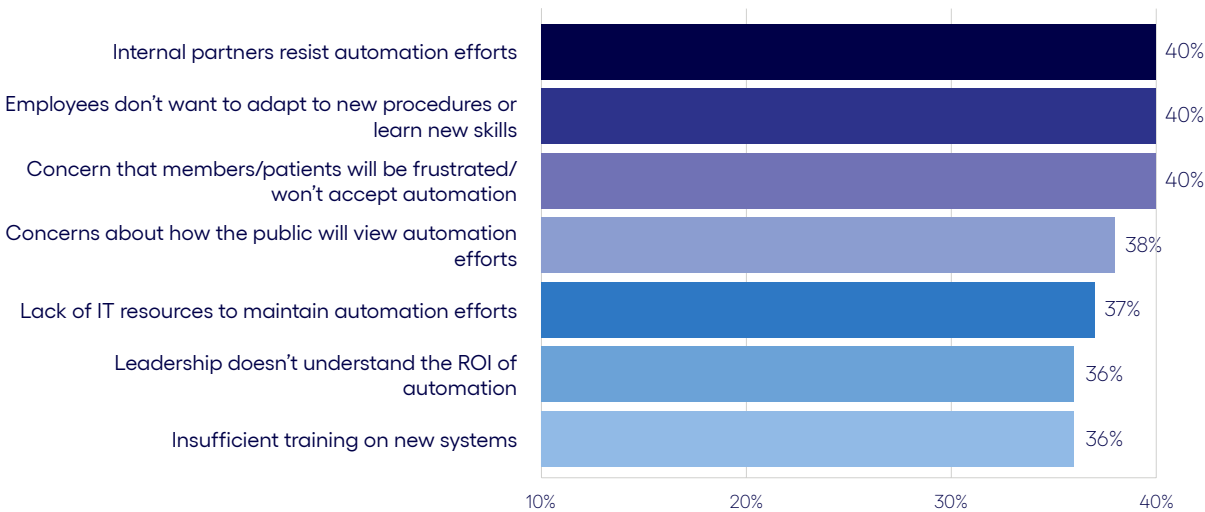 Internal partners resist automation efforts
40%
Employees don’t want to adapt to new procedures or
learn new skills
40%
Concern that members/patients will be frustrated/
won’t accept automation
40%
Concerns about how the public will view automation
efforts
38%
Lack of IT resources to maintain automation efforts
37%
Leadership doesn’t understand the ROI of
automation
36%
Insufficient training on new systems
36%
10%
20%
30%
40%